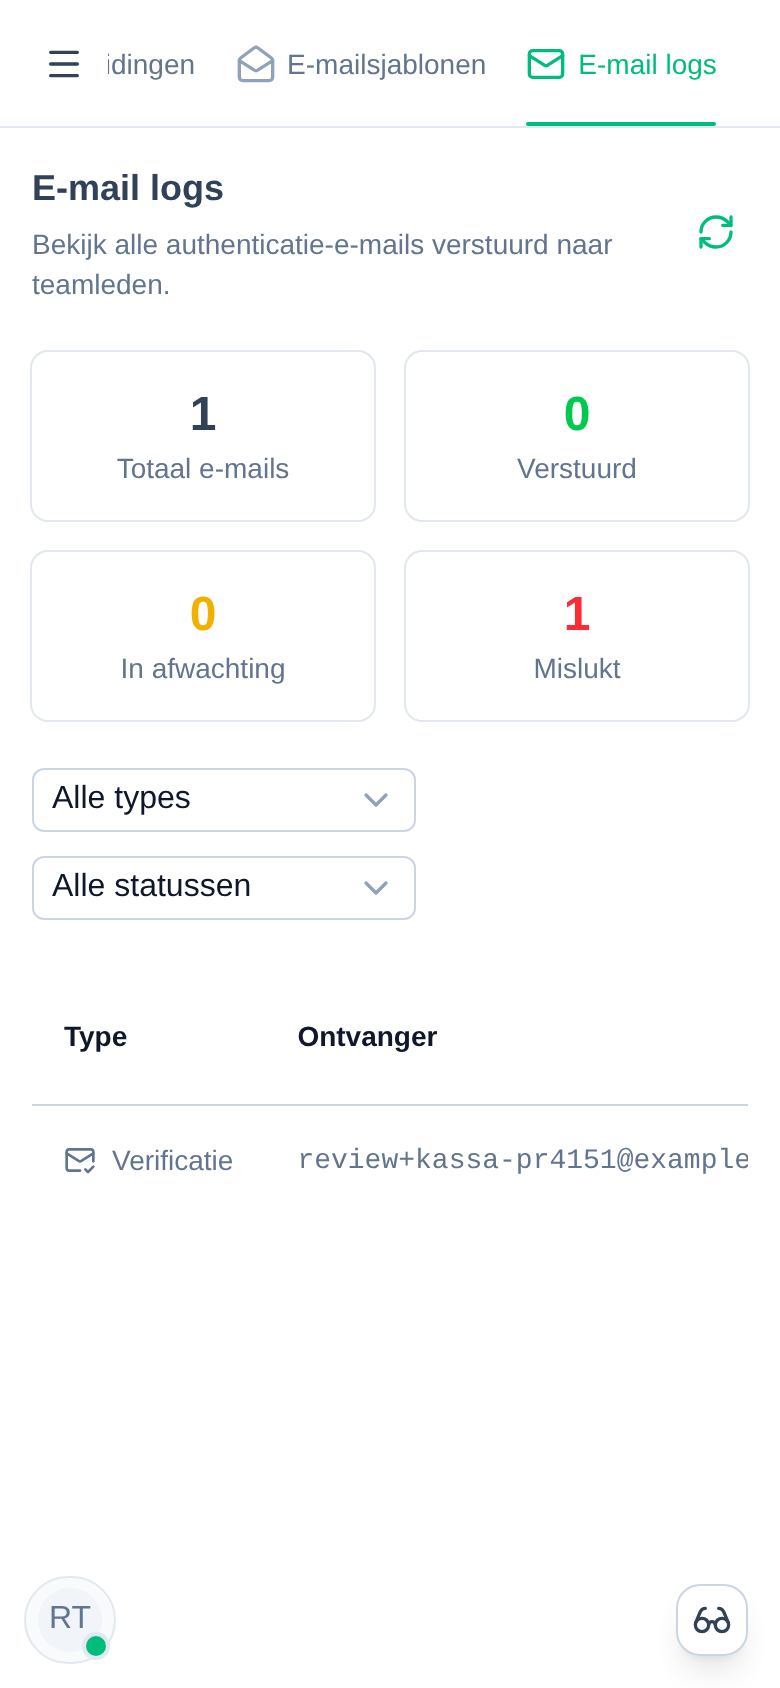 idingen E-mailsjablonen E-mail logs
E-mail logs
Bekijk alle authenticatie-e-mails verstuurd naar
teamleden.
1
Totaal e-mails
0
Verstuurd
0
In afwachting
1
Mislukt
Alle types
Alle statussen
Type Ontvanger
Verificatie review+kassa-pr4151@example
RT